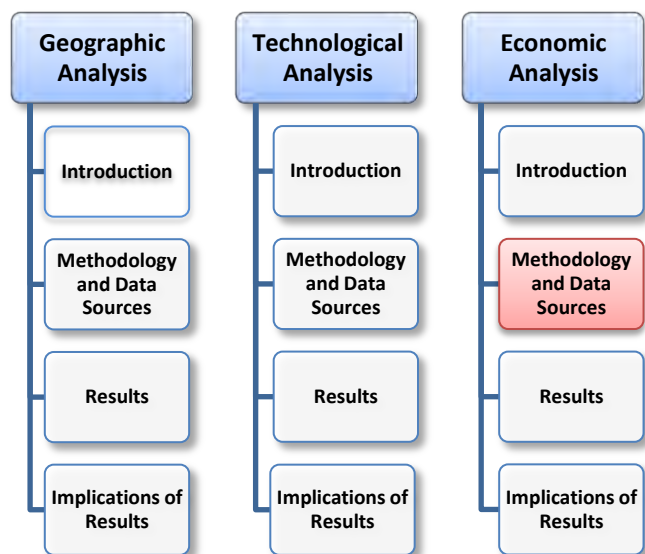 Geographic
Analysis
Introduction
Methodology
and Data
Sources
Results
Implications of
Results
Technological
Analysis
Introduction
Methodology
and Data
Sources
Results
Implications of
Results
Economic
Analysis
Introduction
Methodology
and Data
Sources
Results
Implications of
Results